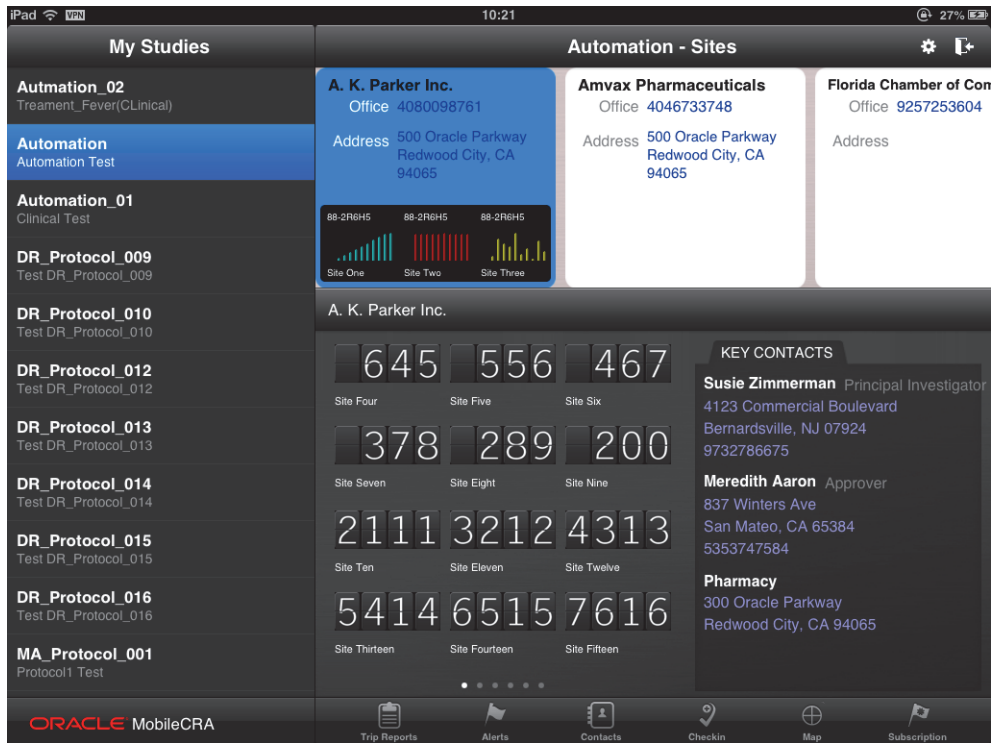 iPad VPN 10:21 27%
My Studies
Autmation_02
Treament_Fever(CLinical)
Automation
Automation Test
Automation_01
Clinical Test
DR_Protocol_009
Test DR_Protocol_009
DR_Protocol_010
Test DR_Protocol_010
DR_Protocol_012
Test DR_Protocol_012
DR_Protocol_013
Test DR_Protocol_013
DR_Protocol_014
Test DR_Protocol_014
DR_Protocol_015
Test DR_Protocol_015
DR_Protocol_016
Test DR_Protocol_016
MA_Protocol_001
Protocol1 Test
ORACLE MobileCRA
Automation - Sites
A. K. Parker Inc.
Office 4080098761
Address 500 Oracle Parkway
Redwood City, CA
94065
88-2R6H5 88-2R6H5 88-2R6H5
Site One Site Two Site Three
Amvax Pharmaceuticals
Office 4046733748
Address 500 Oracle Parkway
Redwood City, CA
94065
Florida Chamber of Com
Office 9257253604
Address
A. K. Parker Inc.
645 556 467
Site Four Site Five Site Six
378 289 200
Site Seven Site Eight Site Nine
2111 3212 4313
Site Ten Site Eleven Site Twelve
5414 6515 7616
Site Thirteen Site Fourteen Site Fifteen
KEY CONTACTS
Susie Zimmerman Principal Investigator
4123 Commercial Boulevard
Bernardsville, NJ 07924
9732786675
Meredith Aaron Approver
837 Winters Ave
San Mateo, CA 65384
5353747584
Pharmacy
300 Oracle Parkway
Redwood City, CA 94065
Trip Reports Alerts Contacts Checkin Map Subscription